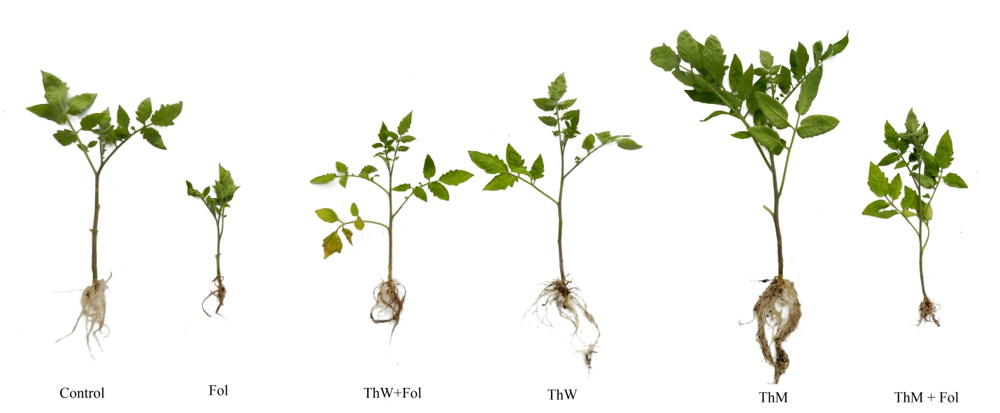 Control
Fol
ThW+Fol
ThW
ThM
ThM + Fol